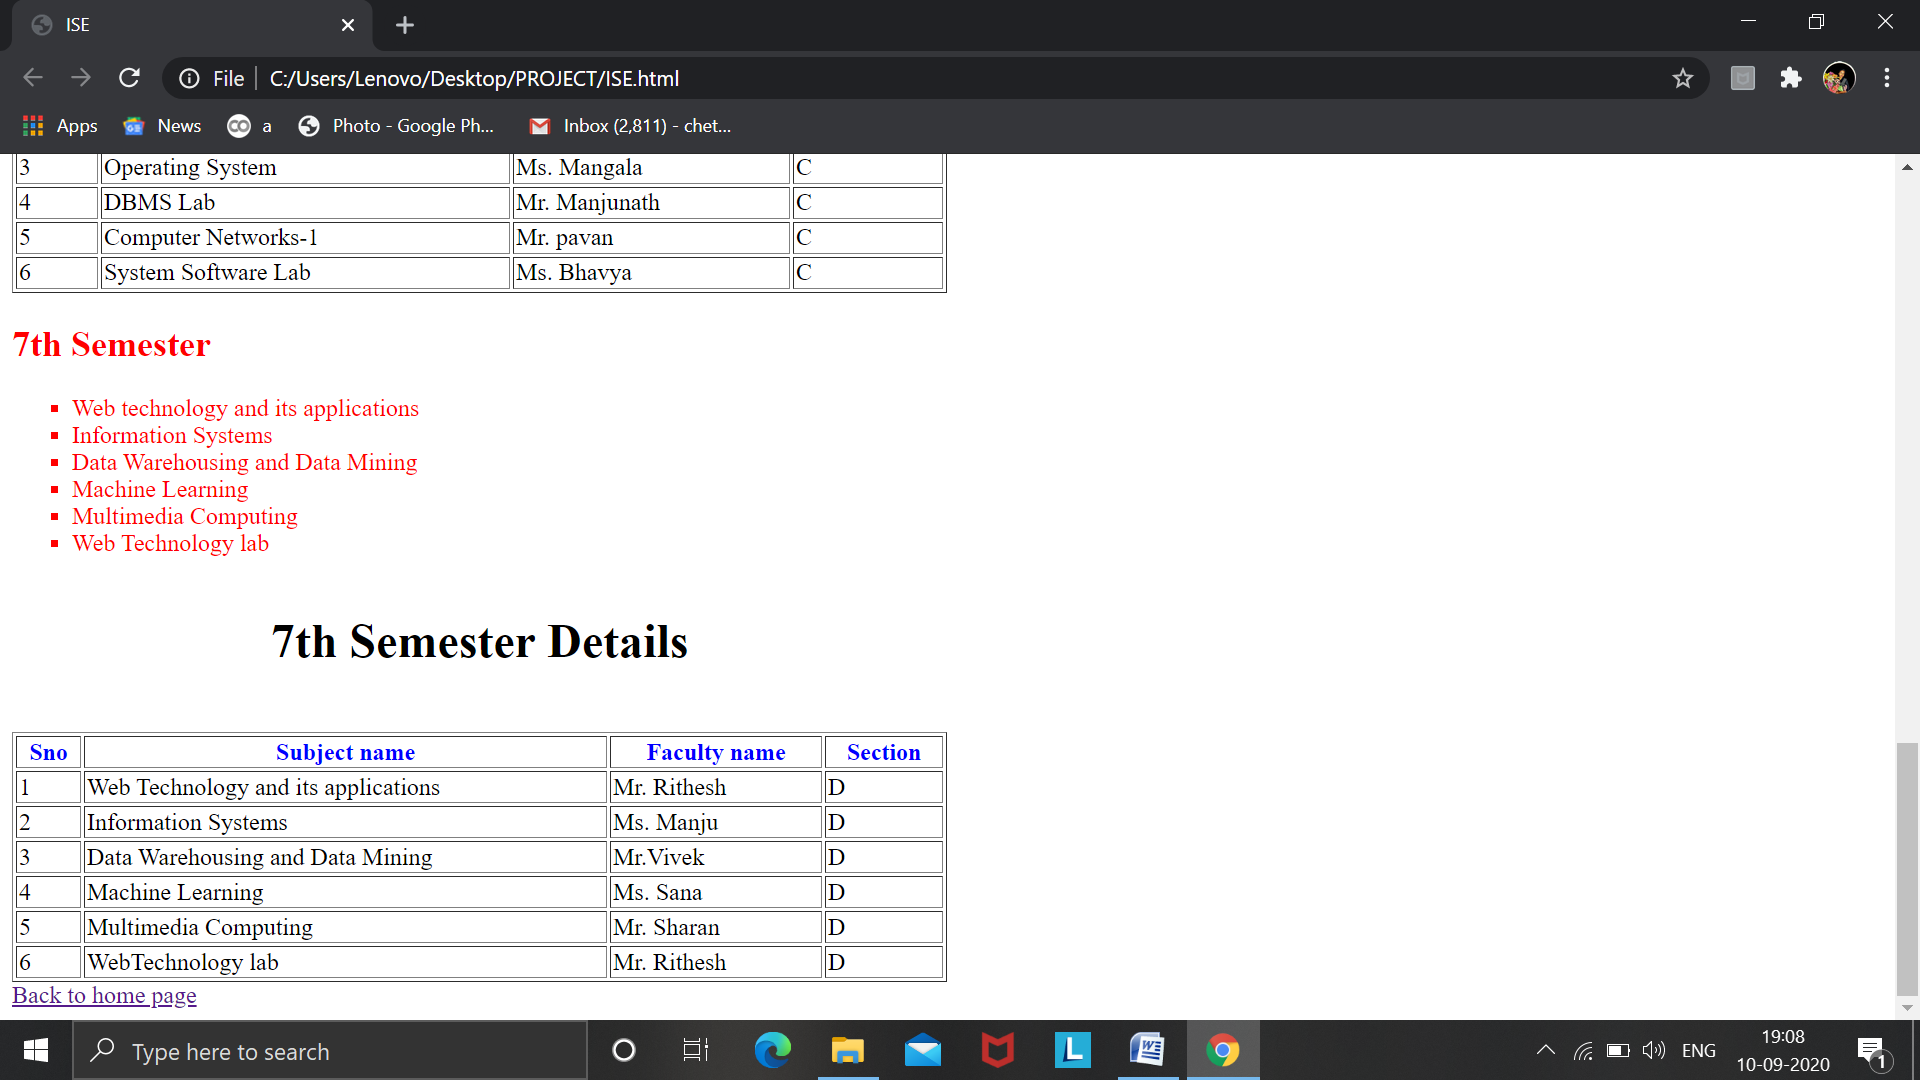 ISE
File C:/Users/Lenovo/Desktop/PROJECT/ISE.html
Apps News a Photo - Google Ph... Inbox (2,811) - chet...
3 Operating System Ms. Mangala C
4 DBMS Lab Mr. Manjunath C
5 Computer Networks-1 Mr. pavan C
6 System Software Lab Ms. Bhavya C
7th Semester
Web technology and its applications
Information Systems
Data Warehousing and Data Mining
Machine Learning
Multimedia Computing
Web Technology lab
7th Semester Details
Sno Subject name Faculty name Section
1 Web Technology and its applications Mr. Rithesh D
2 Information Systems Ms. Manju D
3 Data Warehousing and Data Mining Mr.Vivek D
4 Machine Learning Ms. Sana D
5 Multimedia Computing Mr. Sharan D
6 WebTechnology lab Mr. Rithesh D
Back to home page
Type here to search
L
W
ENG
19:08
10-09-2020
1